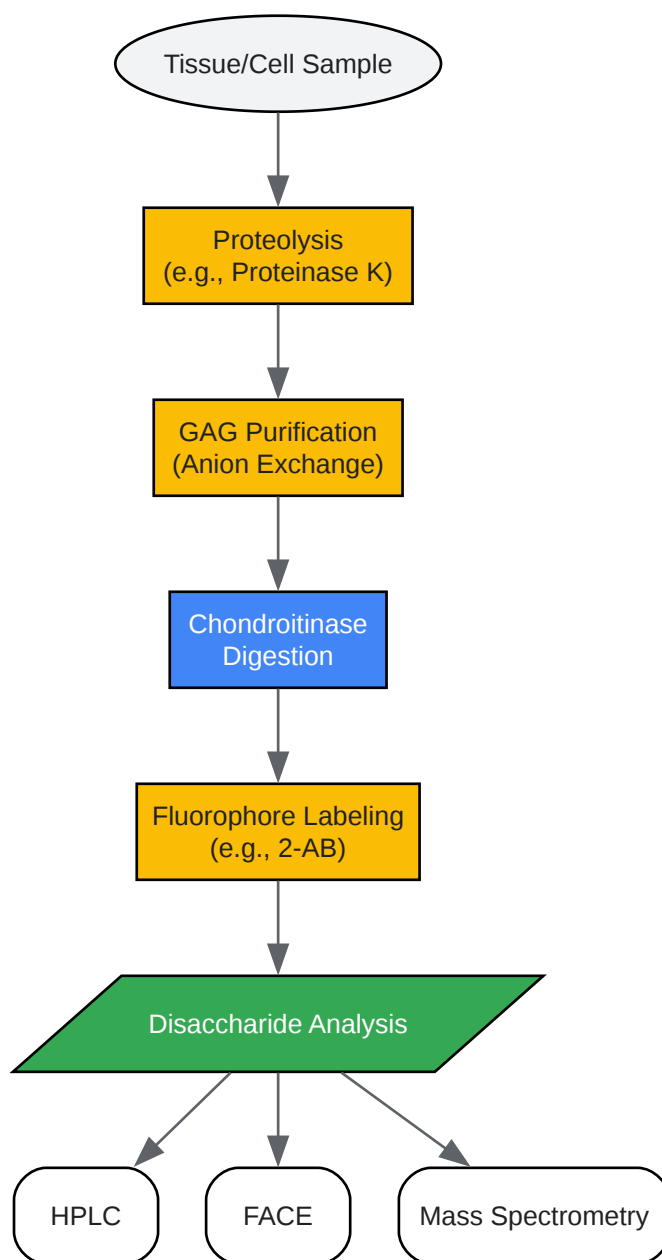 Tissue/Cell Sample
Proteolysis
(e.g., Proteinase K)
GAG Purification
(Anion Exchange)
Chondroitinase
Digestion
Fluorophore Labeling
(e.g., 2-AB)
Disaccharide Analysis
HPLC
FACE
Mass Spectrometry